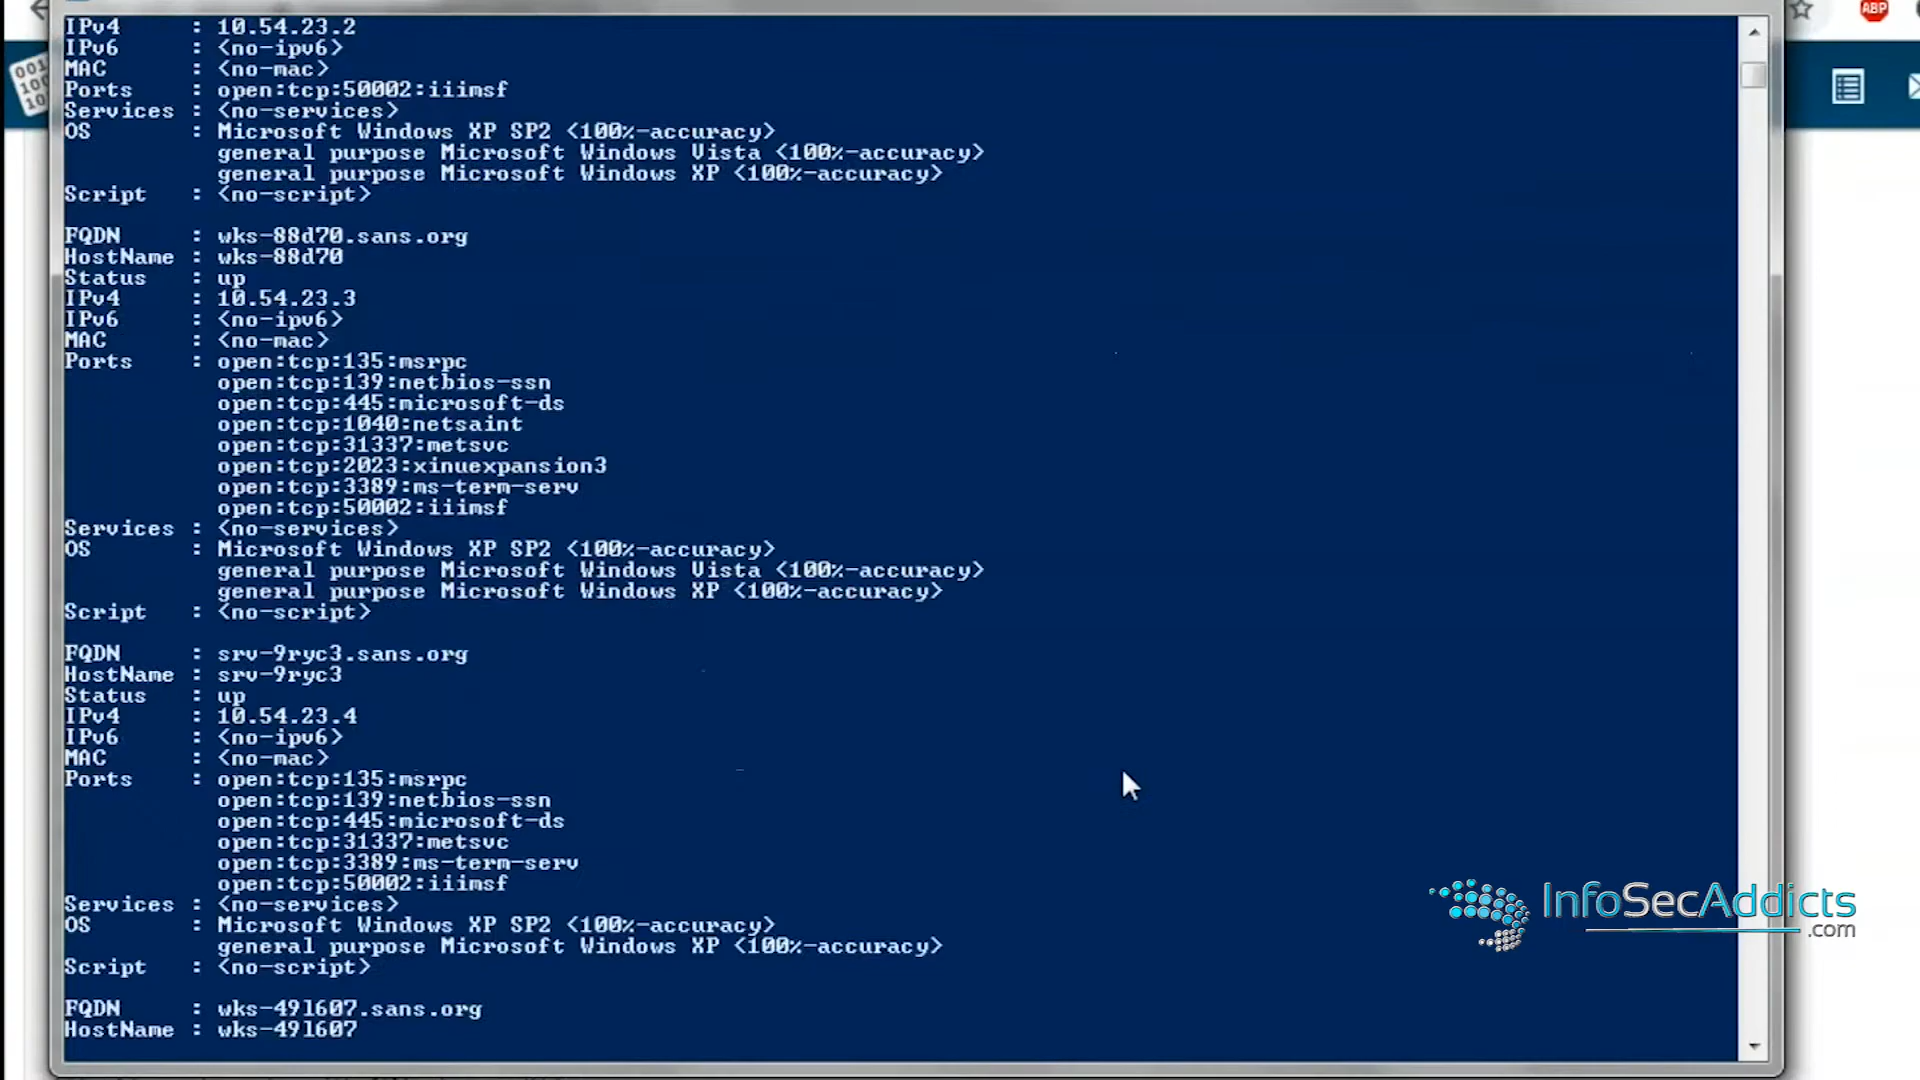 IPv4 : 10.54.23.2
IPv6 : <no-ipv6>
MAC : <no-mac>
Ports : open:tcp:50002:iiimsf
Services : <no-services>
OS : Microsoft Windows XP SP2 <100%-accuracy>
general purpose Microsoft Windows Vista <100%-accuracy>
general purpose Microsoft Windows XP <100%-accuracy>
Script : <no-script>
FQDN : wks-88d70.sans.org
HostName : wks-88d70
Status : up
IPv4 : 10.54.23.3
IPv6 : <no-ipv6>
MAC : <no-mac>
Ports : open:tcp:135:msrpc
open:tcp:139:netbios-ssn
open:tcp:445:microsoft-ds
open:tcp:1040:netsaint
open:tcp:31337:metsvc
open:tcp:2023:xinuexpansion3
open:tcp:3389:ms-term-serv
open:tcp:50002:iiimsf
Services : <no-services>
OS : Microsoft Windows XP SP2 <100%-accuracy>
general purpose Microsoft Windows Vista <100%-accuracy>
general purpose Microsoft Windows XP <100%-accuracy>
Script : <no-script>
FQDN : srv-9ryc3.sans.org
HostName : srv-9ryc3
Status : up
IPv4 : 10.54.23.4
IPv6 : <no-ipv6>
MAC : <no-mac>
Ports : open:tcp:135:msrpc
open:tcp:139:netbios-ssn
open:tcp:445:microsoft-ds
open:tcp:31337:metsvc
open:tcp:3389:ms-term-serv
open:tcp:50002:iiimsf
Services : <no-services>
OS : Microsoft Windows XP SP2 <100%-accuracy>
general purpose Microsoft Windows XP <100%-accuracy>
Script : <no-script>
FQDN : wks-49l607.sans.org
HostName : wks-49l607
ABP
InfoSecAddicts
.com